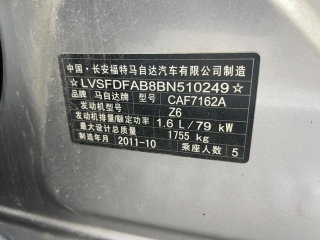 中国·长安福特马自达汽车有限公司制造
☆LVSFDFAB8BN510249☆
品牌 马自达牌 型号 CAF7162A
发动机型号 Z6
发动机排量/额定功率 1.6 L/79 kW
最大设计总质量 1755 kg
制造年月 2011-10 乘座人数 5